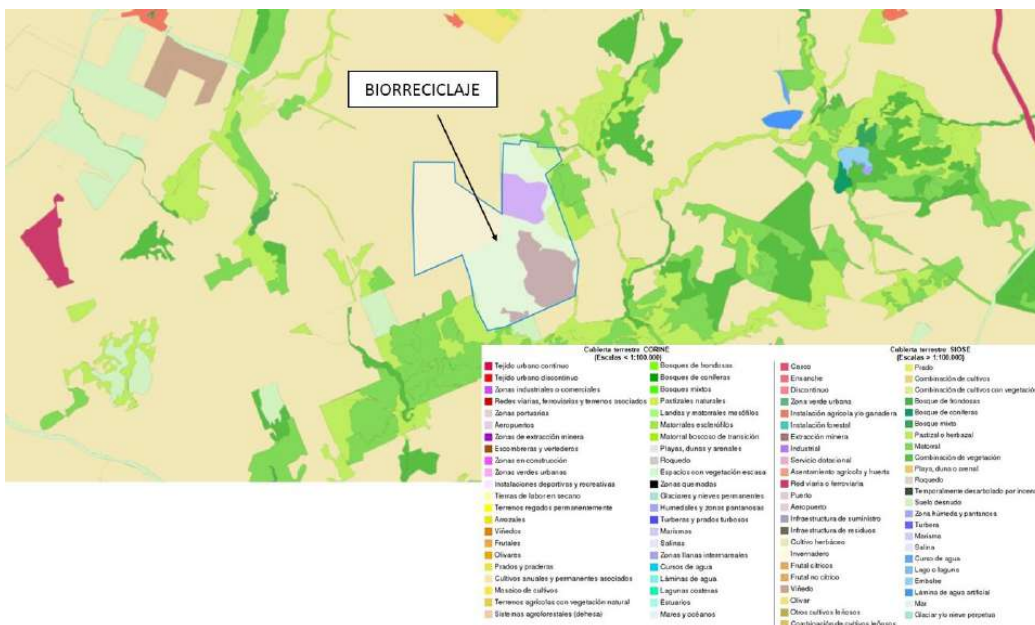 BIORRECICLAJE
Cubierta terrestre CORINE
(Escalas < 1:100.000)
Tejido urbano continuo
Tejido urbano discontinuo
Zonas industriales o comerciales
Redes viarias, ferroviarias y terrenos asociados
Zonas portuarias
Aeropuertos
Zonas de extracción minera
Escombreras y vertederos
Zonas en construcción
Zonas verdes urbanas
Instalaciones deportivas y recreativas
Tierras de labor en secano
Terrenos regados permanentemente
Arrozales
Viñedos
Frutales
Olivares
Prados y praderas
Cultivos anuales y permanentes asociados
Mosaico de cultivos
Terrenos agrícolas con vegetación natural
Sistemas agroforestales (dehesa)
Bosques de frondosas
Bosques de coníferas
Bosques mixtos
Pastizales naturales
Landas y matorrales mesófilos
Matorrales esclerófilos
Matorral boscoso de transición
Playas, dunas y arenales
Roquedo
Espacios con vegetación escasa
Zonas quemadas
Glaciares y nieves permanentes
Humedales y zonas pantanosas
Turberas y prados turbosos
Marismas
Salinas
Zonas llanas intermareales
Cursos de agua
Láminas de agua
Lagunas costeras
Estuarios
Mares y océanos
Cubierta terrestre SIOSE
(Escalas > 1:100.000)
Casco
Ensanche
Discontinuo
Zona verde urbana
Instalación agrícola y/o ganadera
Instalación forestal
Extracción minera
Industrial
Servicio dotacional
Asentamiento agrícola y huerta
Red viaria o ferroviaria
Puerto
Aeropuerto
Infraestructura de suministro
Infraestructura de residuos
Cultivo herbáceo
Invernadero
Frutal cítricos
Frutal no cítrico
Viñedo
Olivar
Otros cultivos leñosos
Combinación de cultivos leñosos
Prado
Combinación de cultivos
Combinación de cultivos con vegetació
Bosque de frondosas
Bosque de coníferas
Bosque mixto
Pastizal o herbazal
Matorral
Combinación de vegetación
Playa, duna o arenal
Roquedo
Temporalmente desarbolado por incen
Suelo desnudo
Zona húmeda y pantanosa
Turbera
Marisma
Salina
Curso de agua
Lago o laguna
Embalse
Lámina de agua artificial
Mar
Glaciar y/o nieve perpetua